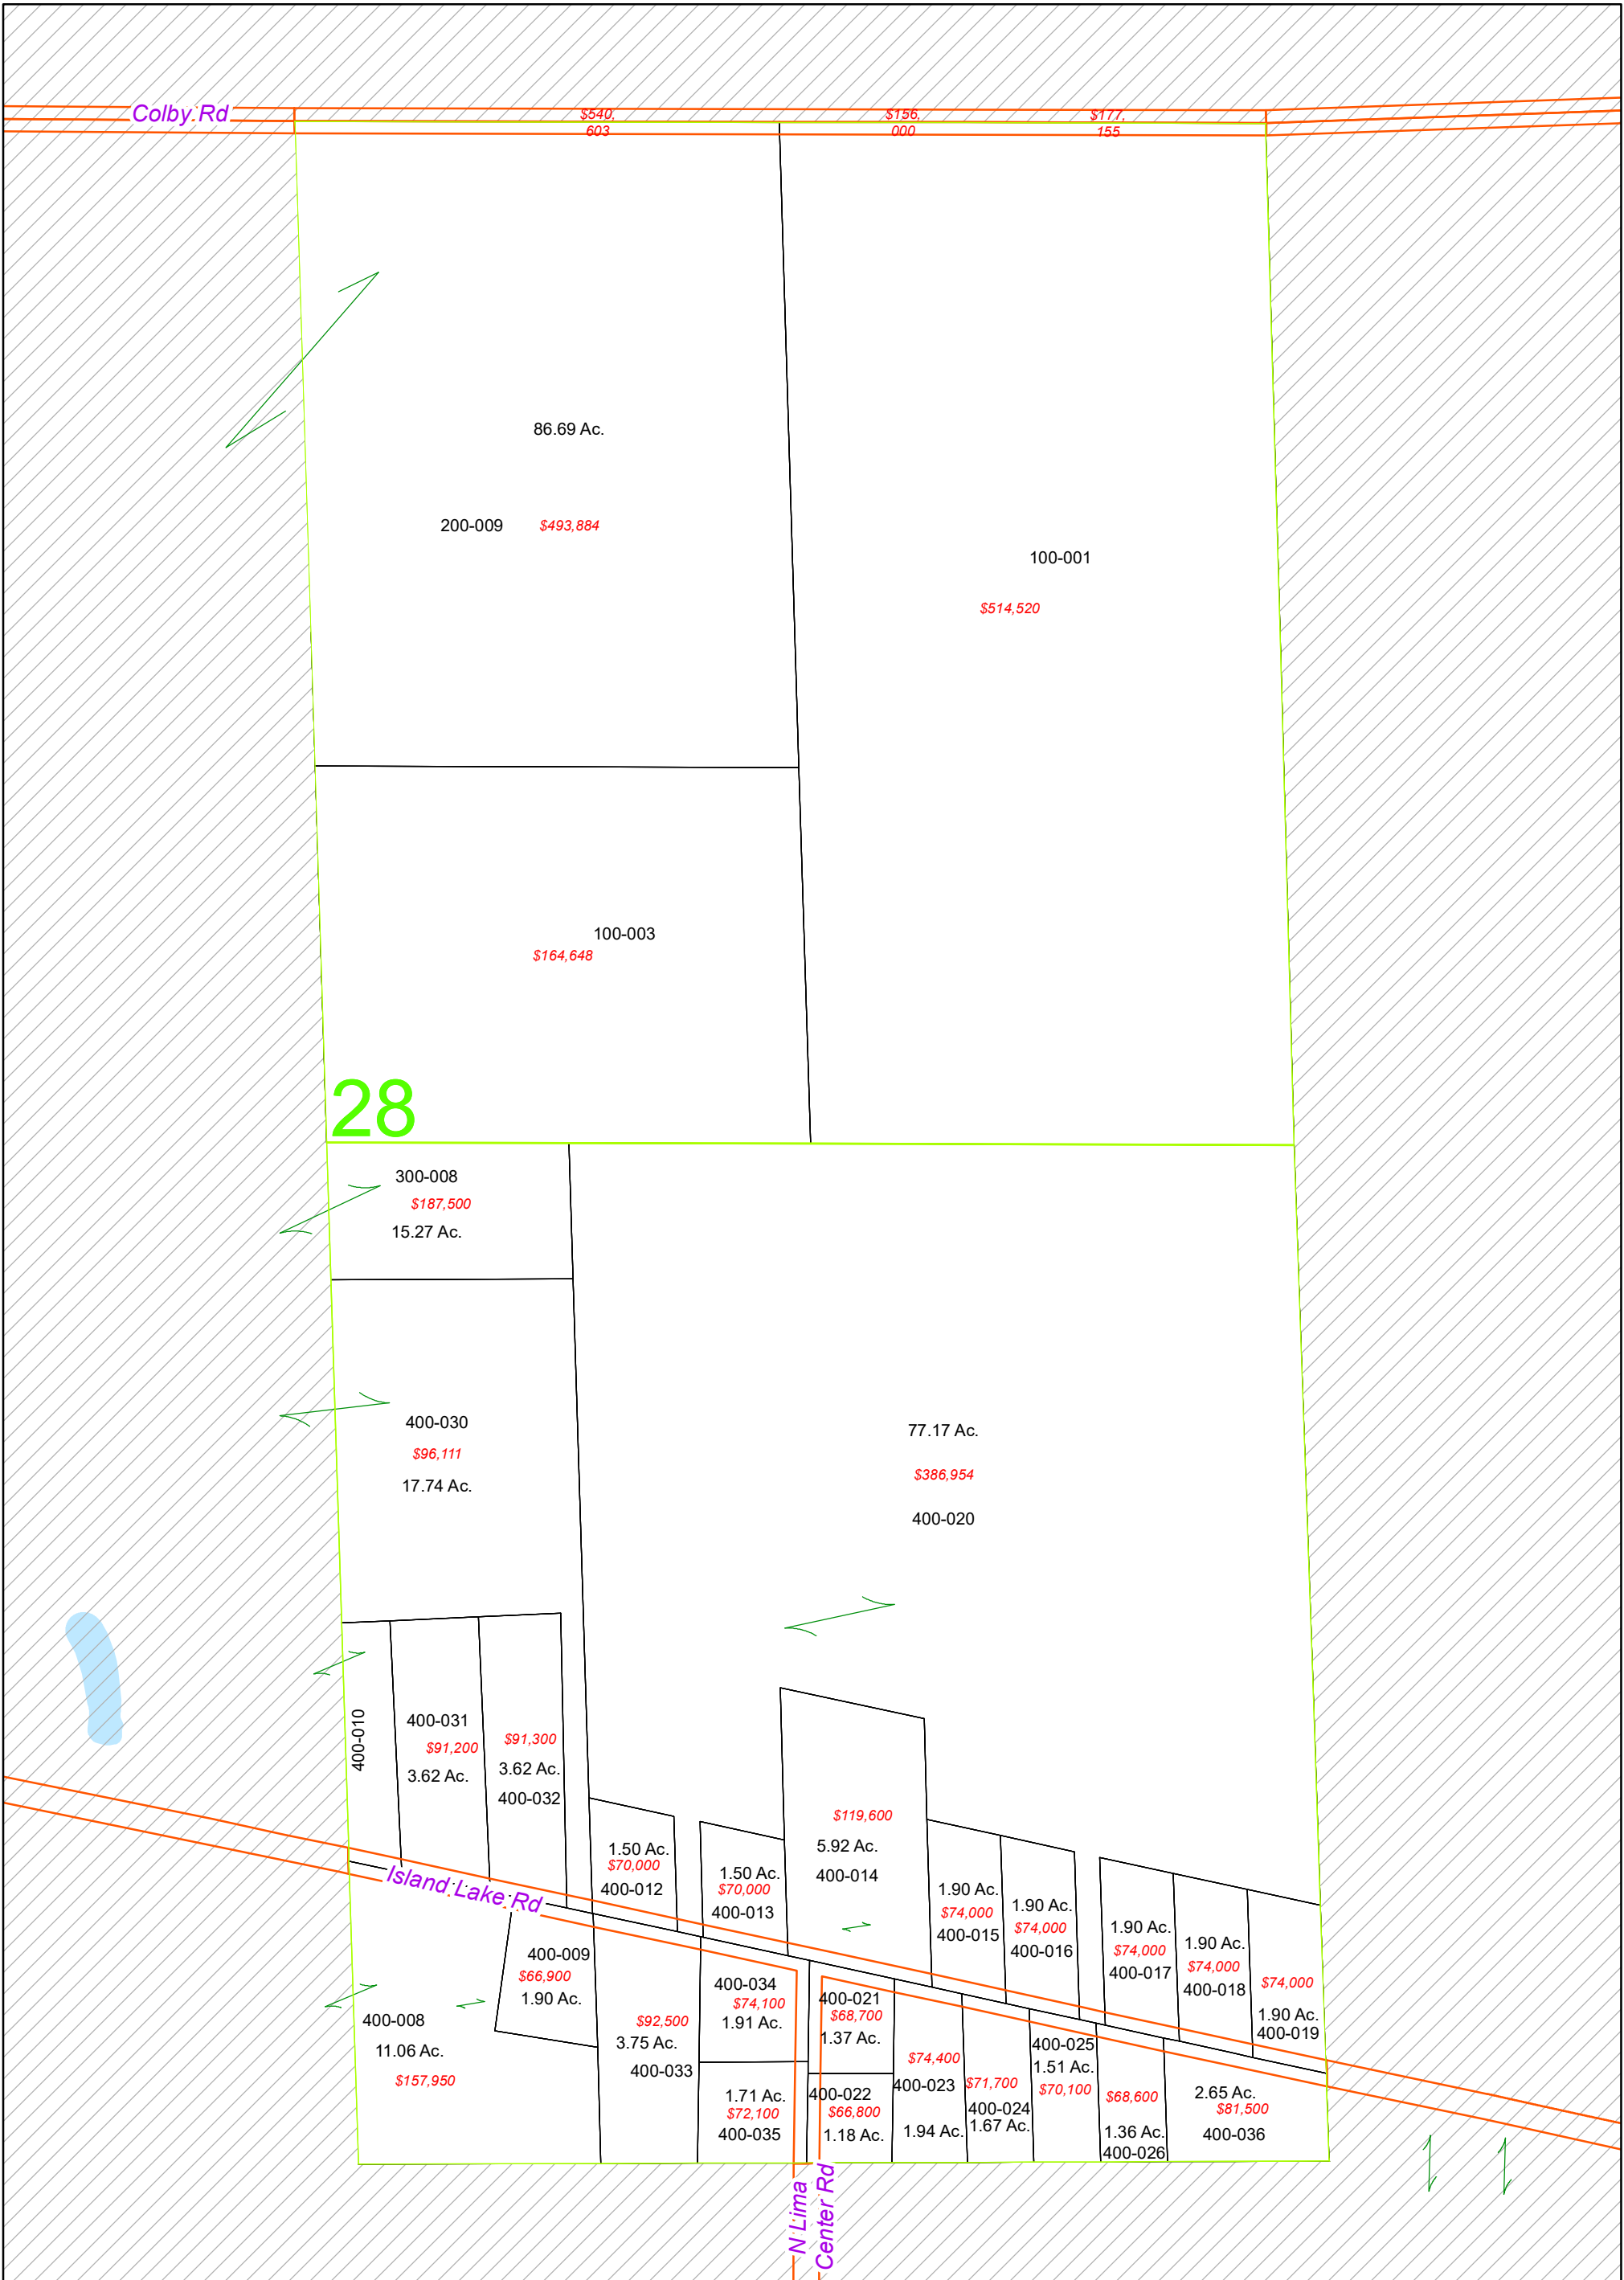 Colby Rd
$540,
603
$156,
000
$177,
155
86.69 Ac.
200-009
$493,884
100-001
$514,520
100-003
$164,648
28
300-008
$187,500
15.27 Ac.
400-030
$96,111
17.74 Ac.
77.17 Ac.
$386,954
400-020
400-010
400-031
$91,200
3.62 Ac.
$91,300
3.62 Ac.
400-032
1.50 Ac.
$70,000
400-012
1.50 Ac.
$70,000
400-013
$119,600
5.92 Ac.
400-014
1.90 Ac.
$74,000
400-015
1.90 Ac.
$74,000
400-016
1.90 Ac.
$74,000
400-017
1.90 Ac.
$74,000
400-018
$74,000
1.90 Ac.
400-019
Island Lake Rd
400-009
$66,900
1.90 Ac.
400-008
11.06 Ac.
$157,950
$92,500
3.75 Ac.
400-033
400-034
$74,100
1.91 Ac.
1.71 Ac.
$72,100
400-035
400-021
$68,700
1.37 Ac.
400-022
$66,800
1.18 Ac.
$74,400
400-023
1.94 Ac.
$71,700
400-024
1.67 Ac.
400-025
1.51 Ac.
$70,100
$68,600
1.36 Ac.
400-026
2.65 Ac.
$81,500
400-036
N Lima
Center Rd